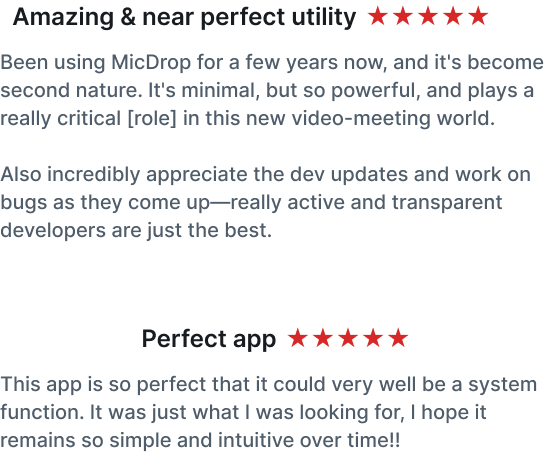 Amazing & near perfect utility ★★★★★
Been using MicDrop for a few years now, and it's become
second nature. It's minimal, but so powerful, and plays a
really critical [role] in this new video-meeting world.
Also incredibly appreciate the dev updates and work on
bugs as they come up—really active and transparent
developers are just the best.
Perfect app ★★★★★
This app is so perfect that it could very well be a system
function. It was just what I was looking for, I hope it
remains so simple and intuitive over time!!